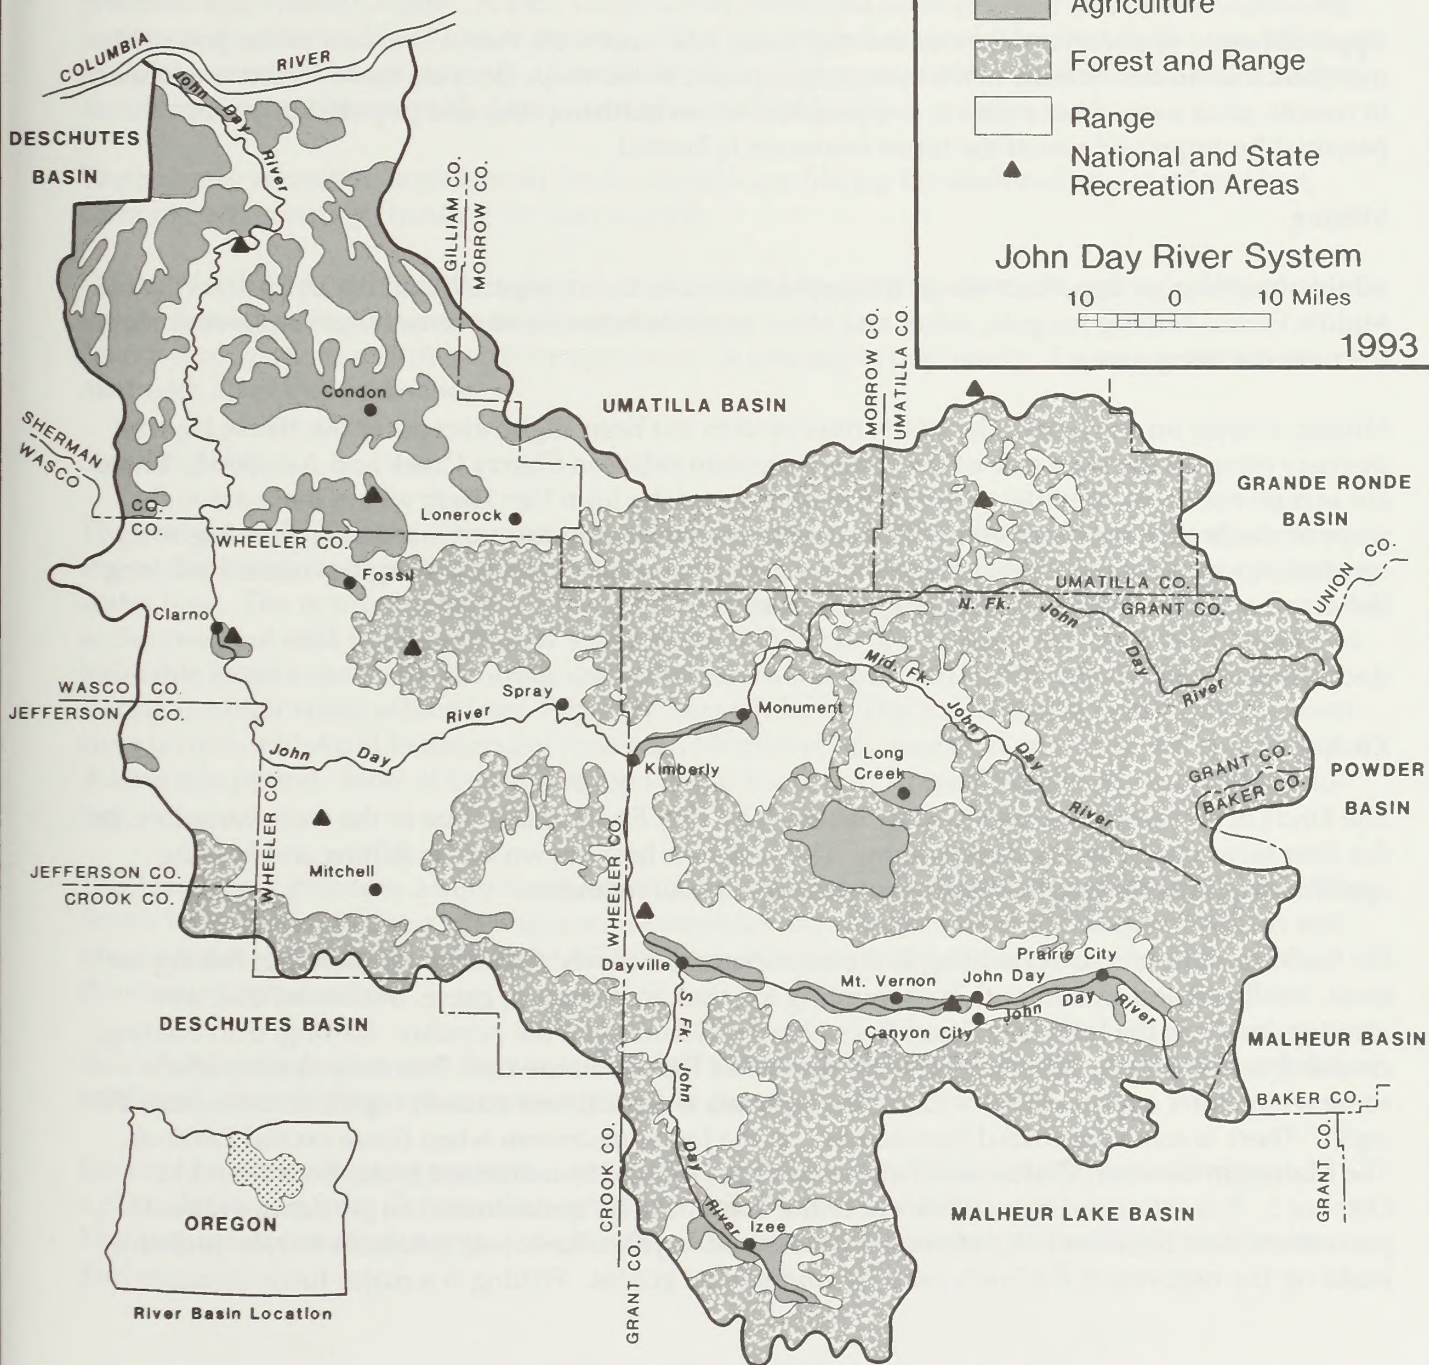 Agriculture
Forest and Range
Range
National and State
Recreation Areas
John Day River System
10 0 10 Miles
1993
COLUMBIA RIVER
John Day River
DESCHUTES
BASIN
GILLIAM CO.
MORROW CO.
MORROW CO.
UMATILLA CO.
Condon
UMATILLA BASIN
SHERMAN CO.
WASCO CO.
GRANDE RONDE
BASIN
Lonerock
WHEELER CO.
Fossil
UMATILLA CO.
GRANT CO.
UNION CO.
N. Fk. John Day River
Clarno
Mid. Fk. John Day River
WASCO CO.
JEFFERSON CO.
Spray
Monument
John Day River
Kimberly
Long
Creek
GRANT CO.
BAKER CO.
POWDER
BASIN
WHEELER CO.
WHEELER CO.
JEFFERSON CO.
CROOK CO.
Mitchell
Dayville
Mt. Vernon
John Day
Prairie City
Canyon City
John Day River
DESCHUTES BASIN
S. Fk. John Day River
MALHEUR BASIN
BAKER CO.
GRANT CO.
CROOK CO.
GRANT CO.
Izee
MALHEUR LAKE BASIN
OREGON
River Basin Location